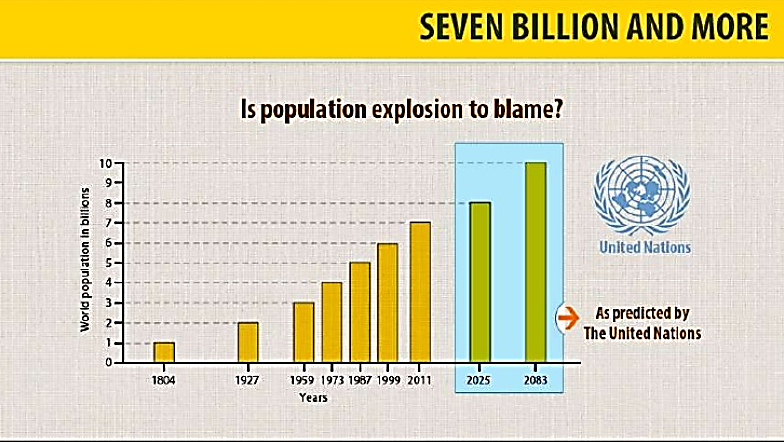 SEVEN BILLION AND MORE
Is population explosion to blame?
World population in billions
10
9
8
7
6
5
4
3
2
1
0
1804 1927 1959 1973 1987 1999 2011 2025 2083
Years
United Nations
As predicted by
The United Nations